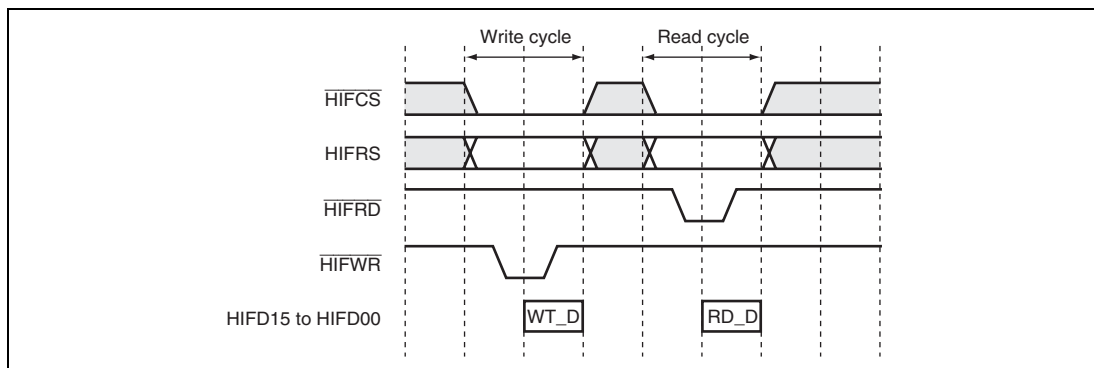 Write cycle Read cycle
HIFCS
HIFRS
HIFRD
HIFWR
HIFD15 to HIFD00 WT_D RD_D